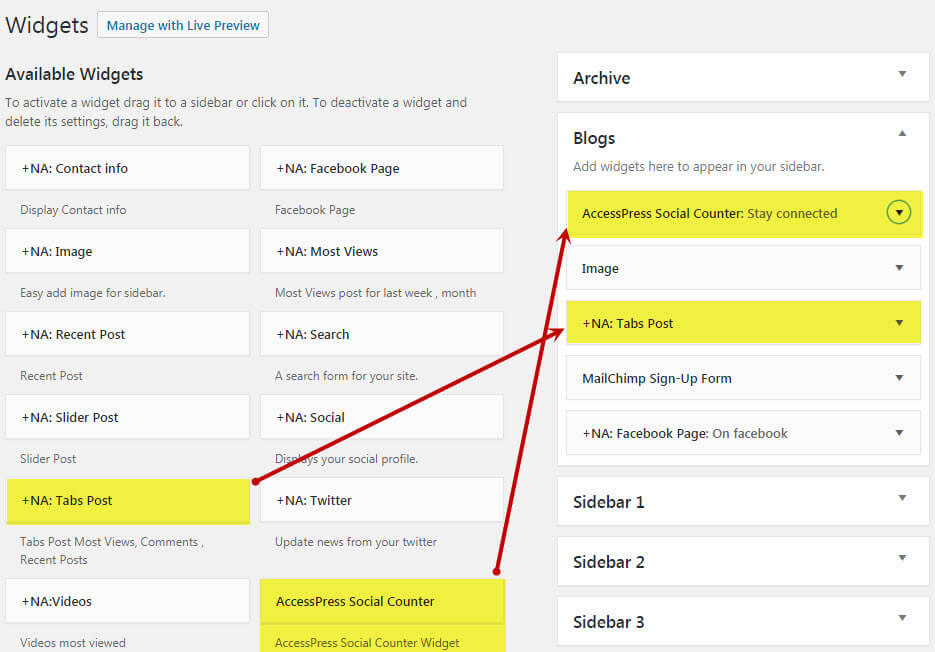 Widgets
Manage with Live Preview
Available Widgets
To activate a widget drag it to a sidebar or click on it. To deactivate a widget and
delete its settings, drag it back.
+NA: Contact info
+NA: Facebook Page
Display Contact info
Facebook Page
+NA: Image
+NA: Most Views
Easy add image for sidebar.
Most Views post for last week , month
+NA: Recent Post
+NA: Search
Recent Post
A search form for your site.
+NA: Slider Post
+NA: Social
Slider Post
Displays your social profile.
+NA: Tabs Post
+NA: Twitter
Tabs Post Most Views, Comments ,
Recent Posts
Update news from your twitter
+NA:Videos
AccessPress Social Counter
Videos most viewed
AccessPress Social Counter Widget
Archive
Blogs
Add widgets here to appear in your sidebar.
AccessPress Social Counter: Stay connected
Image
+NA: Tabs Post
MailChimp Sign-Up Form
+NA: Facebook Page: On facebook
Sidebar 1
Sidebar 2
Sidebar 3